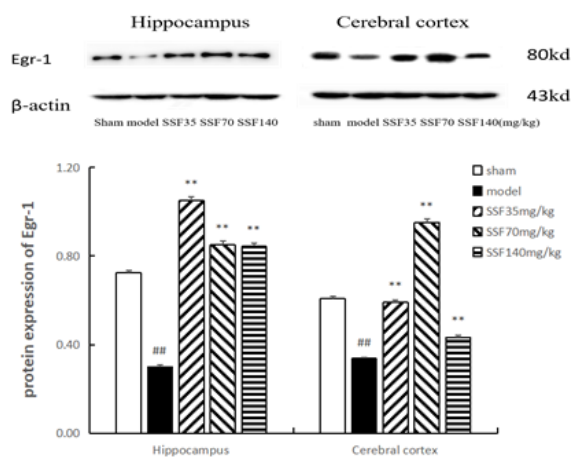 Hippocampus Cerebral cortex
Egr-1 80kd
β-actin 43kd
Sham model SSF35 SSF70 SSF140 sham model SSF35 SSF70 SSF140(mg/kg)
protein expression of Egr-1
1.20
0.80
0.40
0.00
##
**
**
**
##
**
**
**
sham
model
SSF35mg/kg
SSF70mg/kg
SSF140mg/kg
Hippocampus Cerebral cortex